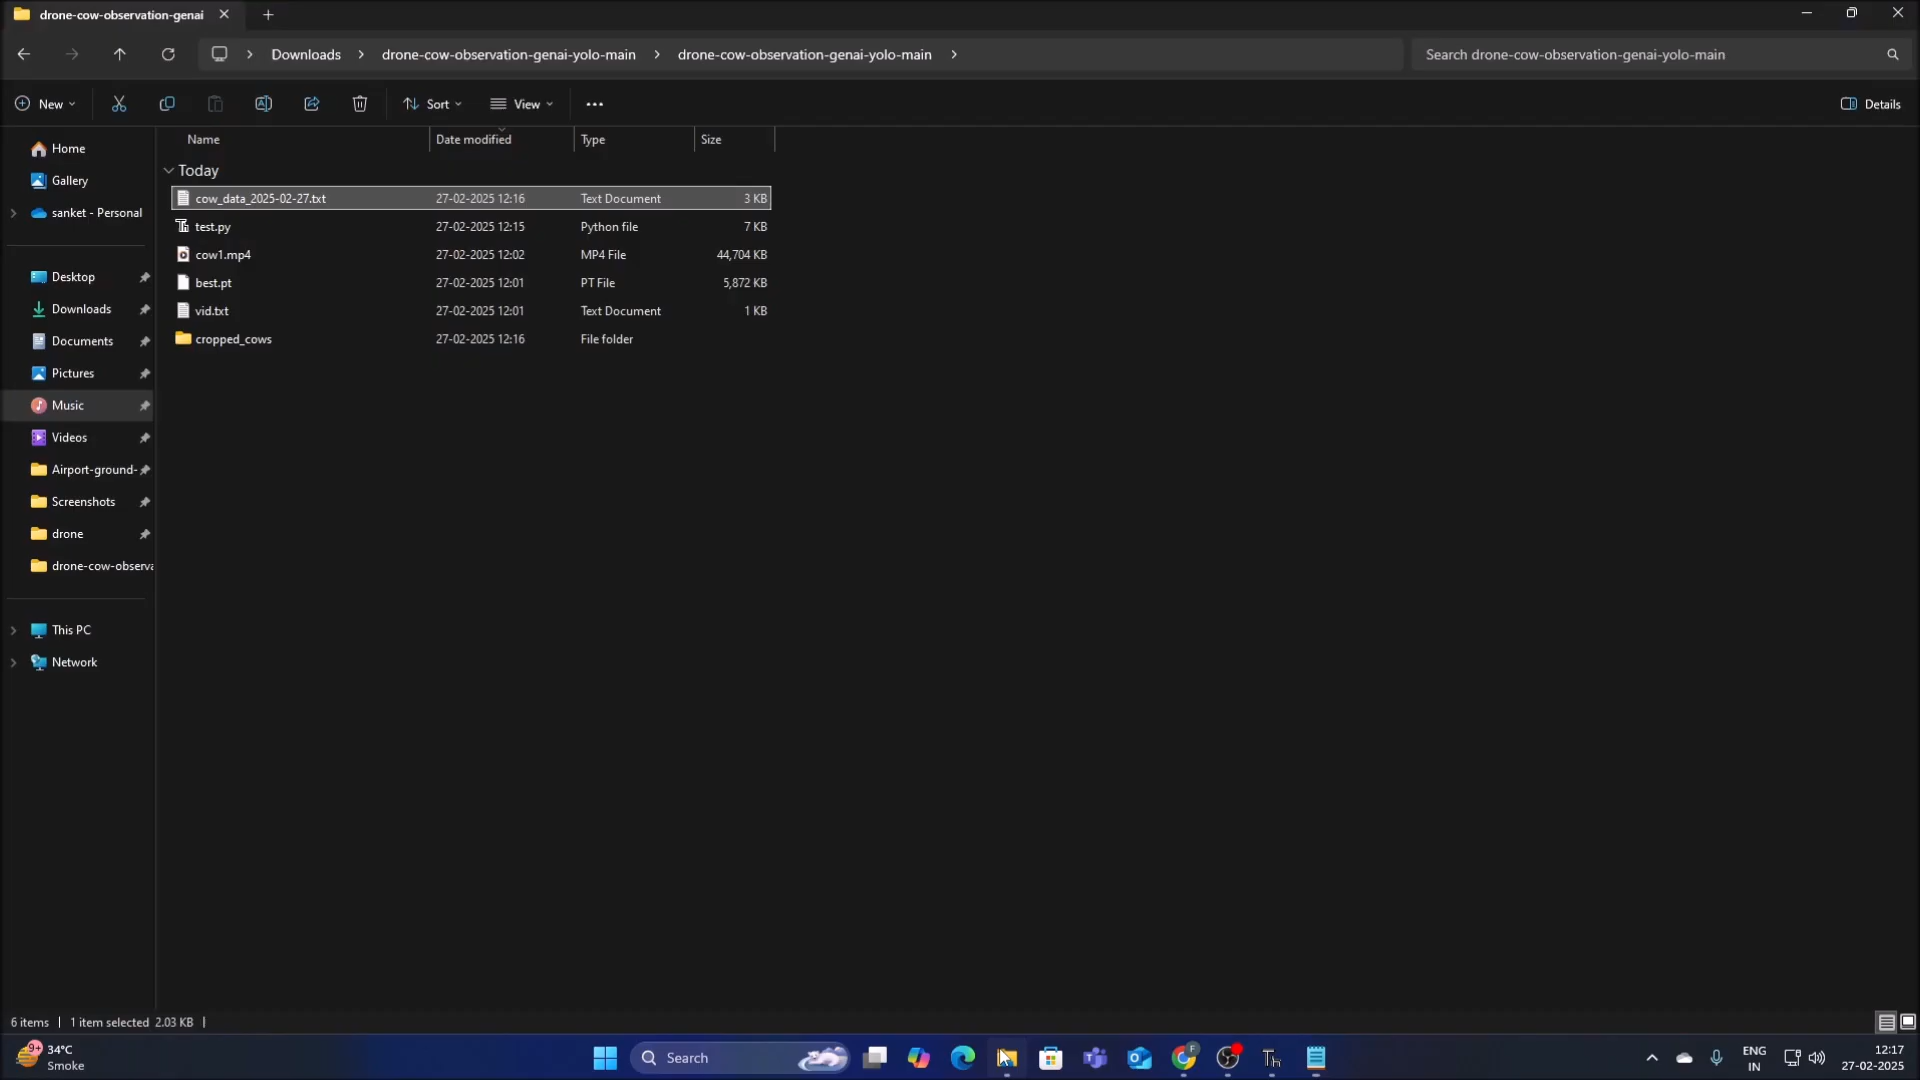 drone-cow-observation-genai
Downloads > drone-cow-observation-genai-yolo-main > drone-cow-observation-genai-yolo-main >
Search drone-cow-observation-genai-yolo-main
New
Sort
View
Details
Name Date modified Type Size
Today
cow_data_2025-02-27.txt 27-02-2025 12:16 Text Document 3 KB
test.py 27-02-2025 12:15 Python file 7 KB
cow1.mp4 27-02-2025 12:02 MP4 File 44,704 KB
best.pt 27-02-2025 12:01 PT File 5,872 KB
vid.txt 27-02-2025 12:01 Text Document 1 KB
cropped_cows 27-02-2025 12:16 File folder
Home
Gallery
sanket - Personal
Desktop
Downloads
Documents
Pictures
Music
Videos
Airport-ground-
Screenshots
drone
drone-cow-observa
This PC
Network
6 items | 1 item selected 2.03 KB |
9+
34°C
Smoke
Search
F
Th
ENG
IN
12:17
27-02-2025